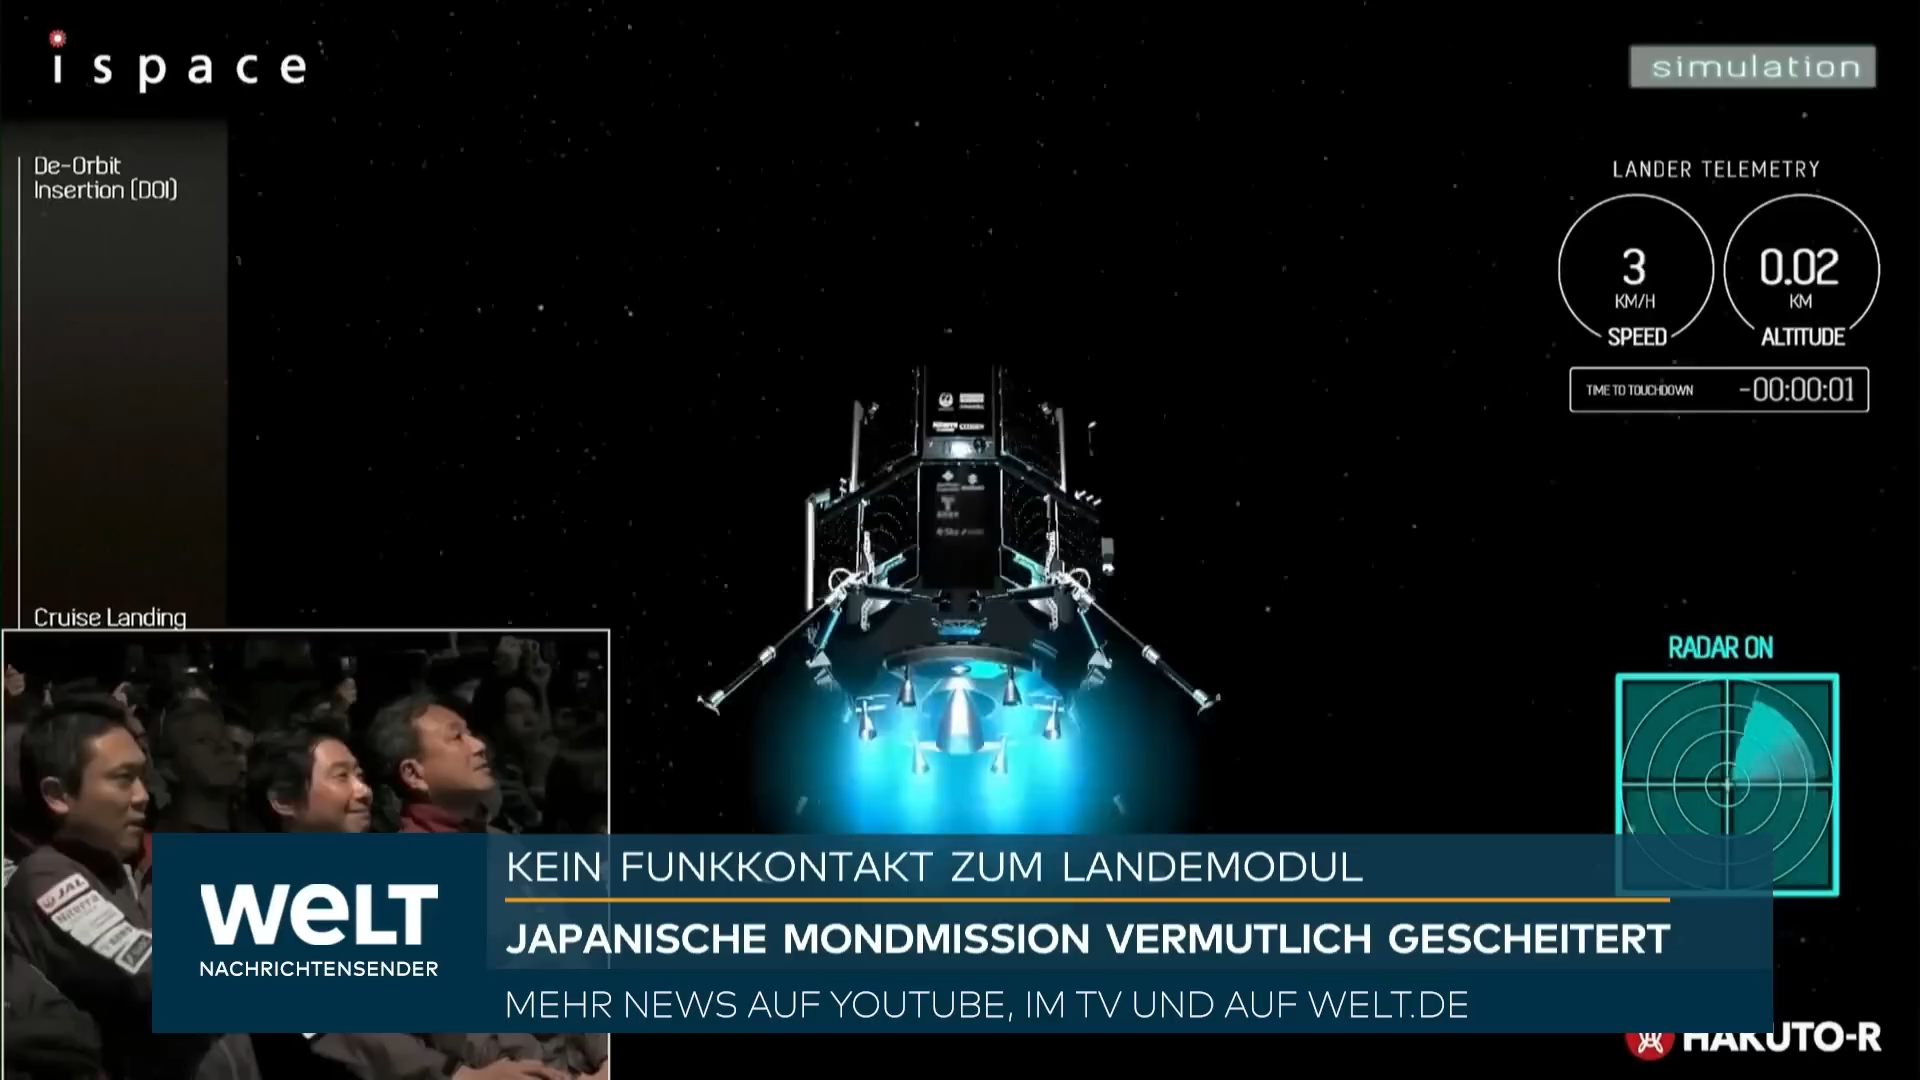 ispace
simulation
De-Orbit
Insertion (DOI)
LANDER TELEMETRY
3
KM/H
SPEED
0.02
KM
ALTITUDE
TIME TO TOUCHDOWN -00:00:01
Cruise Landing
RADAR ON
JAL
Niterra
welt
NACHRICHTENSENDER
KEIN FUNKKONTAKT ZUM LANDEMODUL
JAPANISCHE MONDMISSION VERMUTLICH GESCHEITERT
MEHR NEWS AUF YOUTUBE, IM TV UND AUF WELT.DE
HAKUTO-R